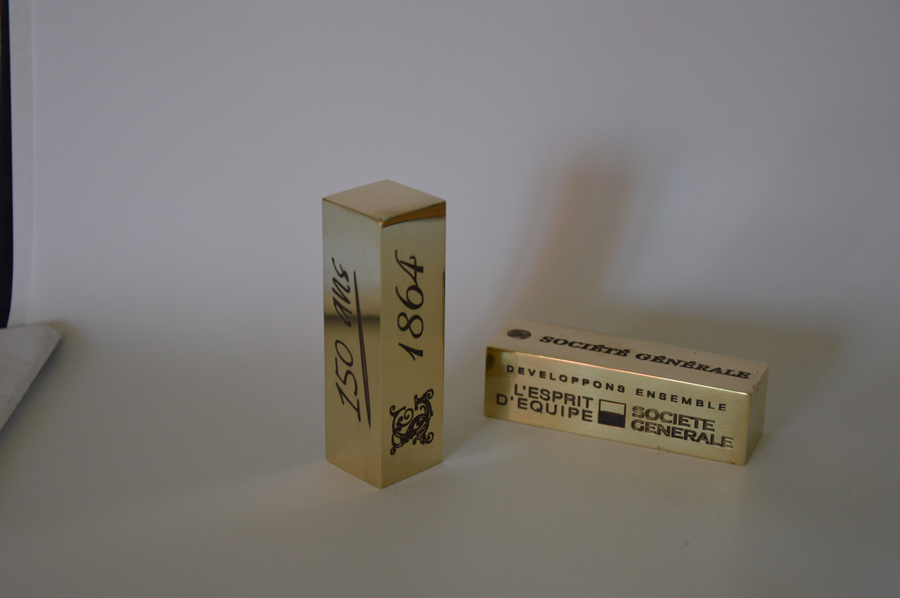 150 ans
1864
SOCIÉTÉ GÉNÉRALE
DEVELOPPONS ENSEMBLE
L'ESPRIT
D'EQUIPE
SOCIETE
GENERALE